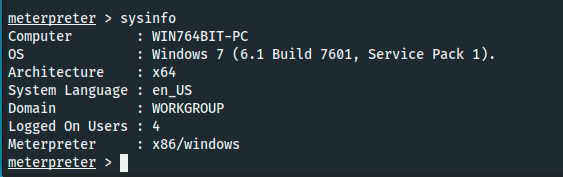 meterpreter > sysinfo
Computer        : WIN764BIT-PC
OS              : Windows 7 (6.1 Build 7601, Service Pack 1).
Architecture    : x64
System Language : en_US
Domain          : WORKGROUP
Logged On Users : 4
Meterpreter     : x86/windows
meterpreter >